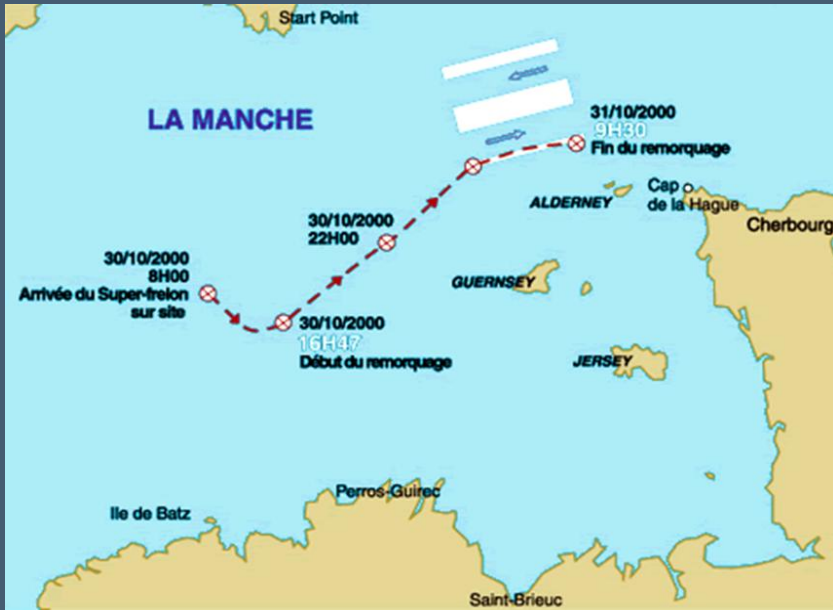 Start Point
LA MANCHE
31/10/2000
9H30
Fin du remorquage
Cap
de la Hague
ALDERNEY
Cherbourg
30/10/2000
22H00
30/10/2000
8H00
Arrivée du Super-frelon
sur site
GUERNSEY
30/10/2000
16H47
Début du remorquage
JERSEY
Perros-Guirec
Ile de Batz
Saint-Brieuc